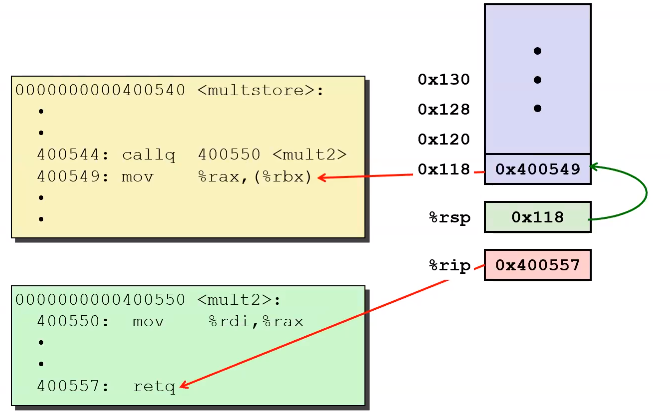 0000000000400540 <multstore>:
•
•
400544: callq 400550 <mult2>
400549: mov %rax,(%rbx)
•
•
0000000000400550 <mult2>:
400550: mov %rdi,%rax
•
•
400557: retq
•
0x130 •
0x128 •
0x120
0x118 0x400549
%rsp 0x118
%rip 0x400557